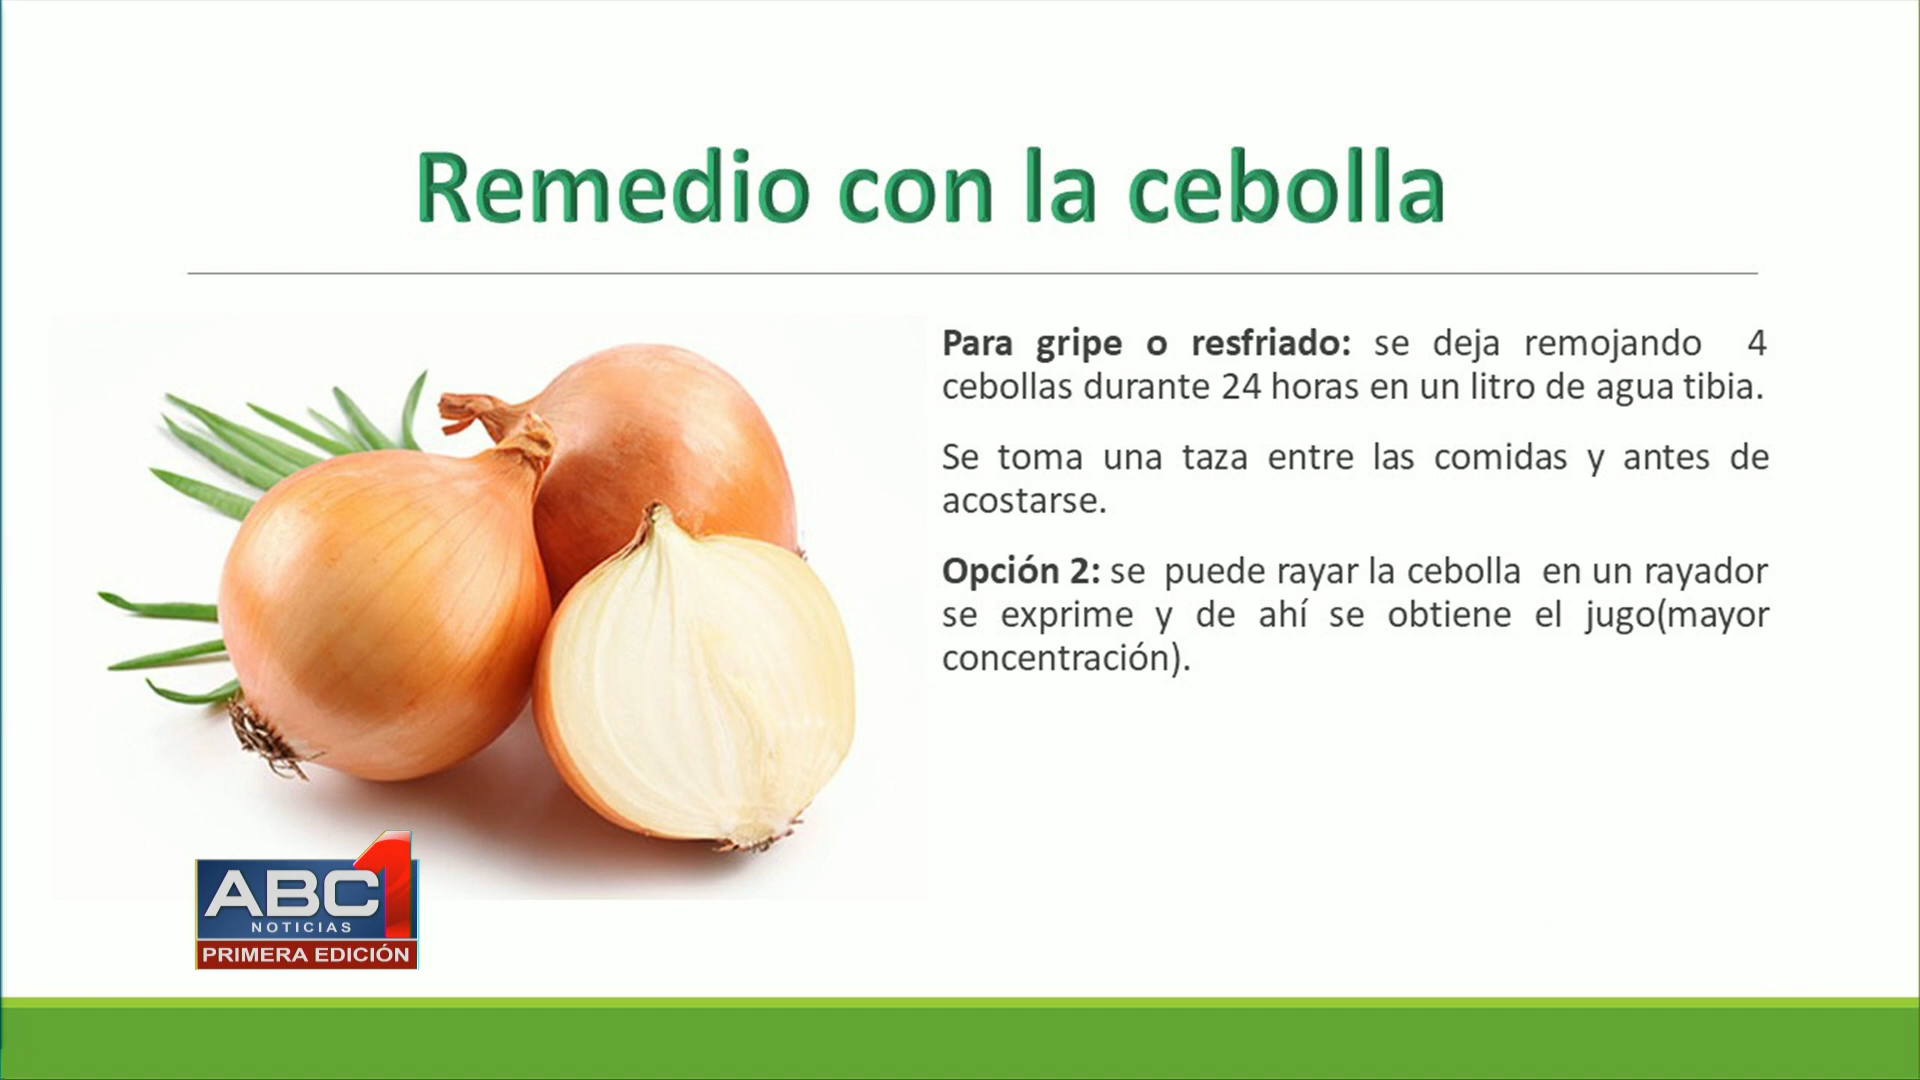 Remedio con la cebolla
Para gripe o resfriado: se deja remojando 4
cebollas durante 24 horas en un litro de agua tibia.
Se toma una taza entre las comidas y antes de
acostarse.
Opción 2: se puede rayar la cebolla en un rayador
se exprime y de ahí se obtiene el jugo(mayor
concentración).
ABC1
NOTICIAS
PRIMERA EDICIÓN